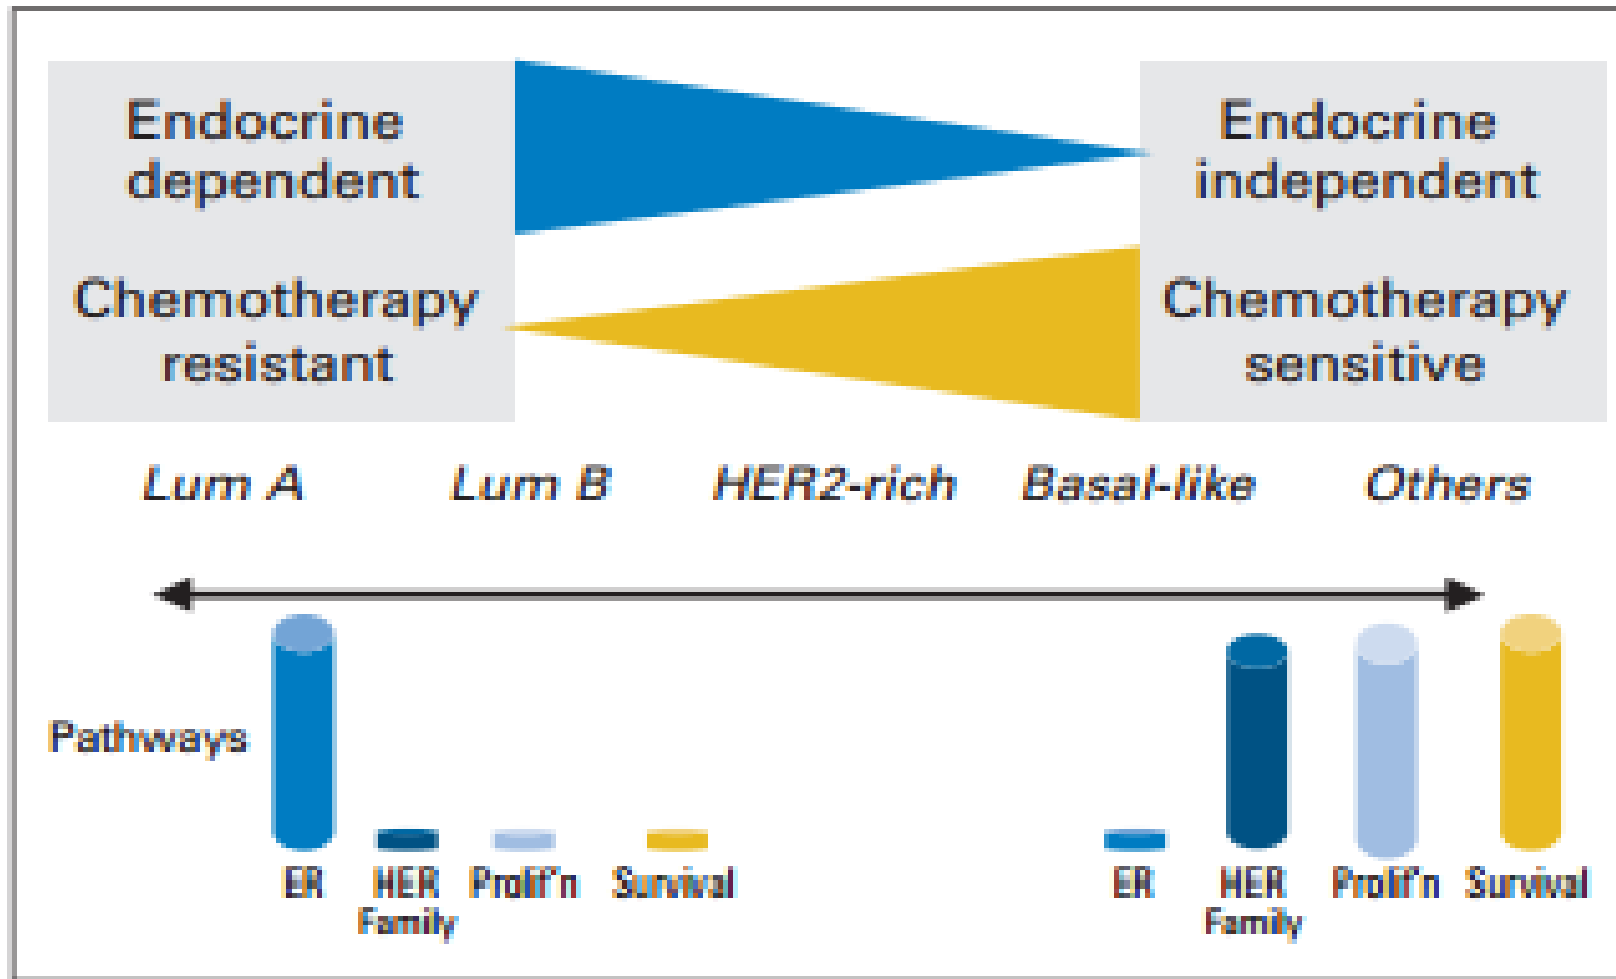 Endocrine
dependent
Endocrine
independent
Chemotherapy
resistant
Chemotherapy
sensitive
Lum A Lum B HER2-rich Basal-like Others
Pathways
ER HER Prolif'n Survival ER HER Prolif'n Survival
Family Family